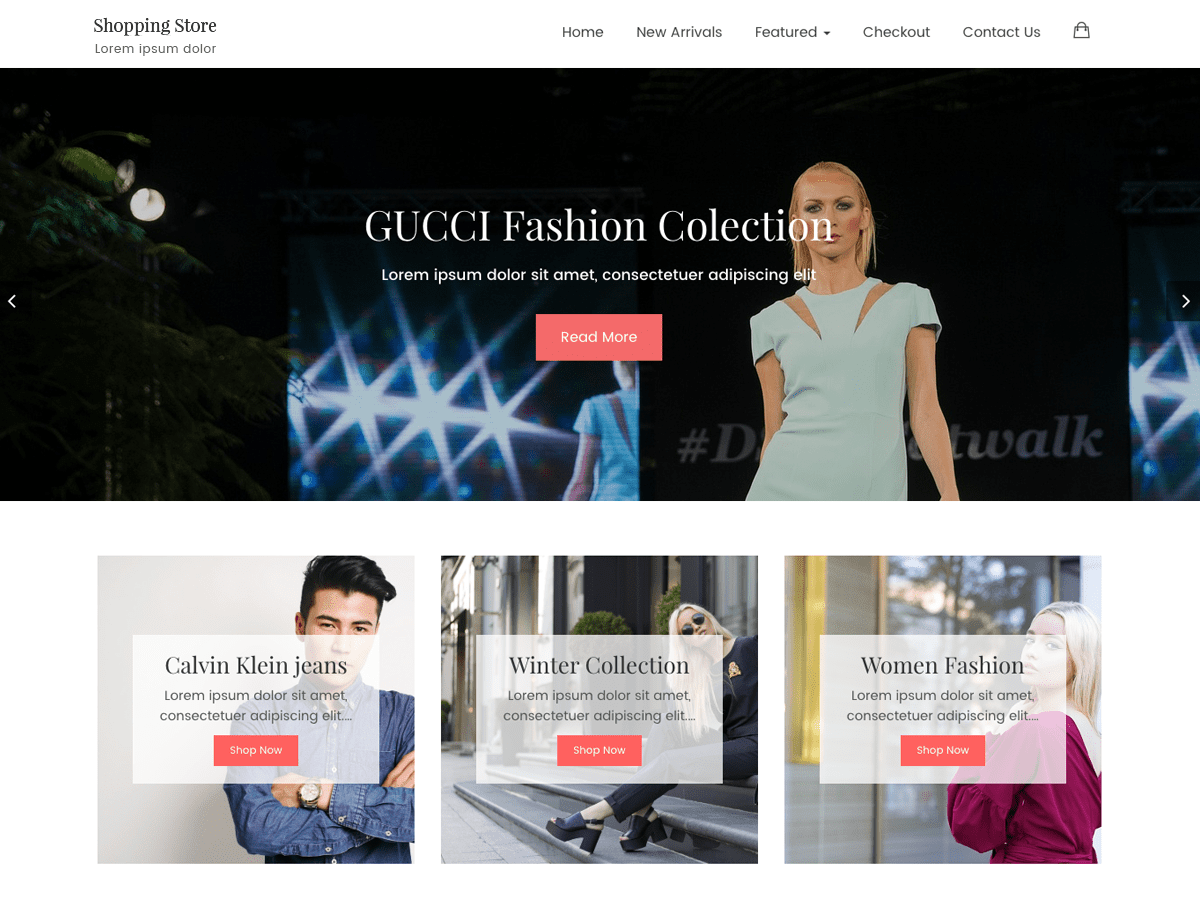 Shopping Store
Lorem ipsum dolor
Home New Arrivals Featured Checkout Contact Us
GUCCI Fashion Colection
Lorem ipsum dolor sit amet, consectetuer adipiscing elit
Read More
Calvin Klein jeans
Lorem ipsum dolor sit amet,
consectetuer adipiscing elit....
Shop Now
Winter Collection
Lorem ipsum dolor sit amet,
consectetuer adipiscing elit....
Shop Now
Women Fashion
Lorem ipsum dolor sit amet,
consectetuer adipiscing elit....
Shop Now